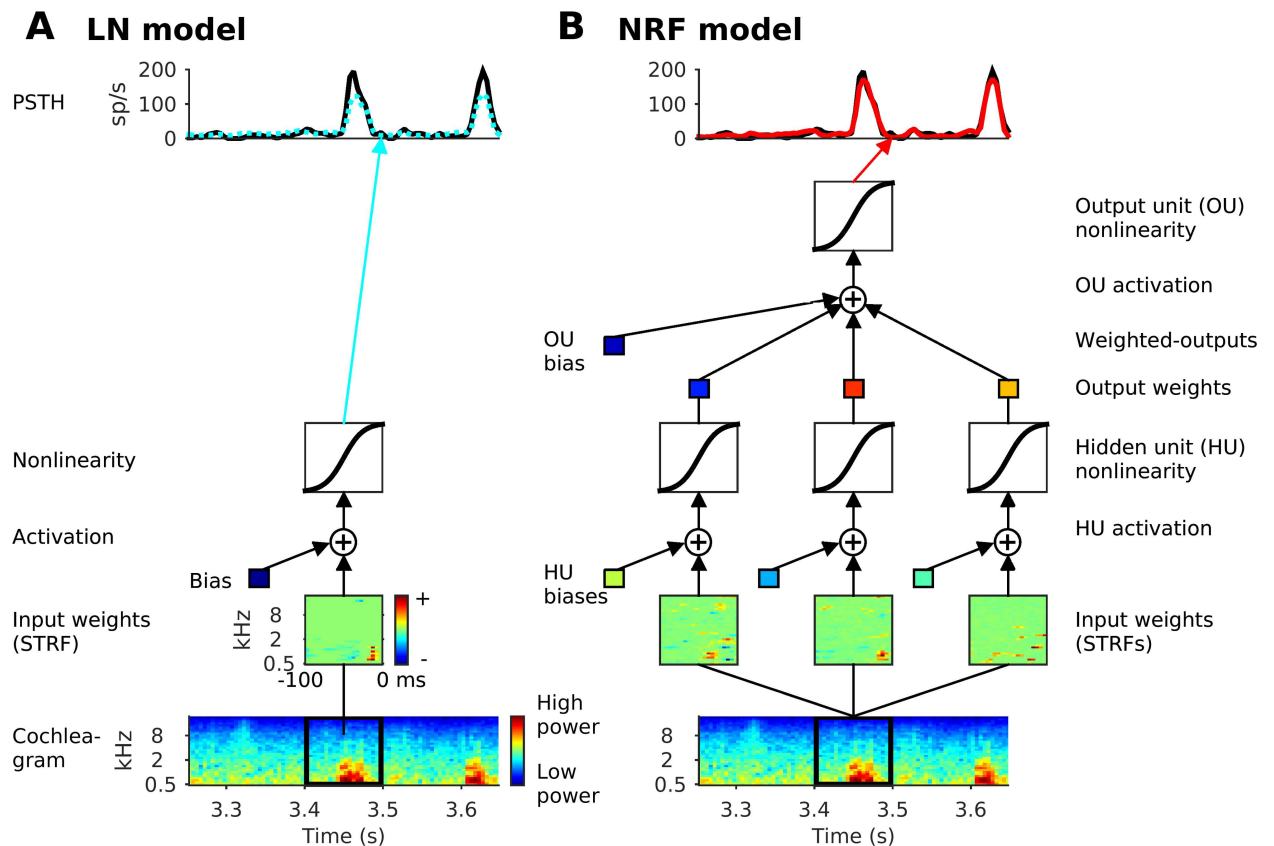 A LN model
PSTH
sp/s
200
100
0
Nonlinearity
Activation
Bias
Input weights
(STRF)
kHz
8
2
0.5
-100
0 ms
+
-
Cochlea-
gram
kHz
8
2
0.5
3.3
3.4
3.5
3.6
Time (s)
High
power
Low
power
B NRF model
200
100
0
Output unit (OU)
nonlinearity
+
OU activation
OU
bias
Weighted-outputs
Output weights
Hidden unit (HU)
nonlinearity
+
+
+
+
HU activation
HU
biases
Input weights
(STRFs)
8
2
0.5
3.3
3.4
3.5
3.6
Time (s)